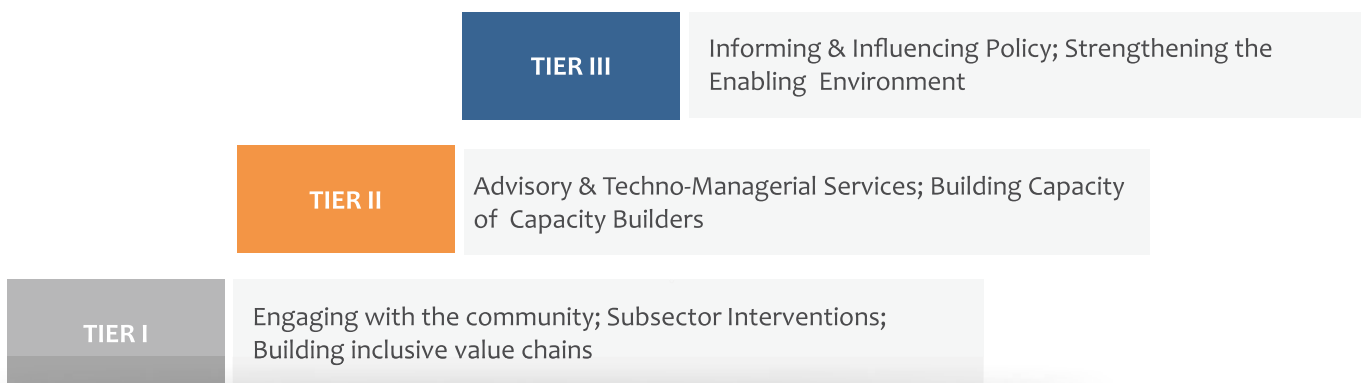 TIER III
Informing & Influencing Policy; Strengthening the
Enabling Environment
TIER II
Advisory & Techno-Managerial Services; Building Capacity
of Capacity Builders
TIER I
Engaging with the community; Subsector Interventions;
Building inclusive value chains